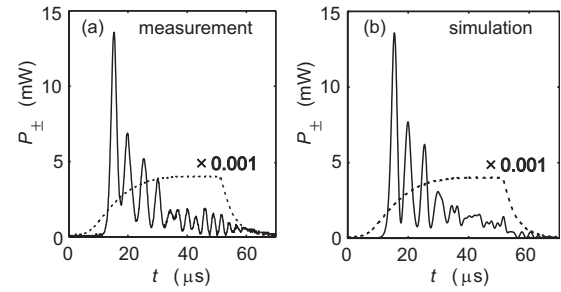 (a) measurement
15
10
5
0
P± (mW)
× 0.001
0 20 40 60
t (μs)
(b) simulation
15
10
5
0
P± (mW)
× 0.001
0 20 40 60
t (μs)